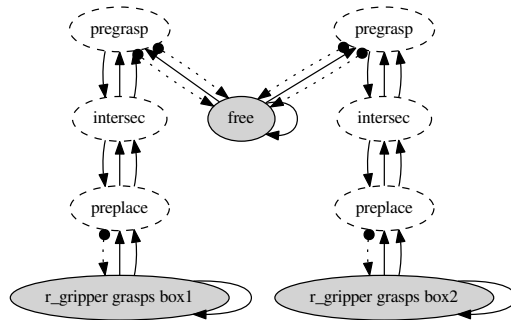 pregrasp
pregrasp
free
intersec
intersec
preplace
preplace
r_gripper grasps box1
r_gripper grasps box2